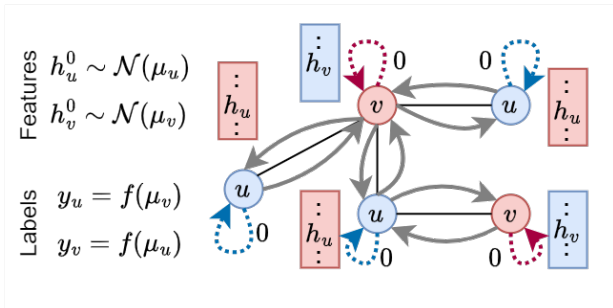 Features
h_u^0 ∼ N(μ_u)
h_v^0 ∼ N(μ_v)
Labels
y_u = f(μ_v)
y_v = f(μ_u)
⋮
h_u
⋮
⋮
h_v
v
0
0
u
⋮
h_u
⋮
u
0
⋮
h_u
⋮
u
0
v
0
⋮
h_v
⋮